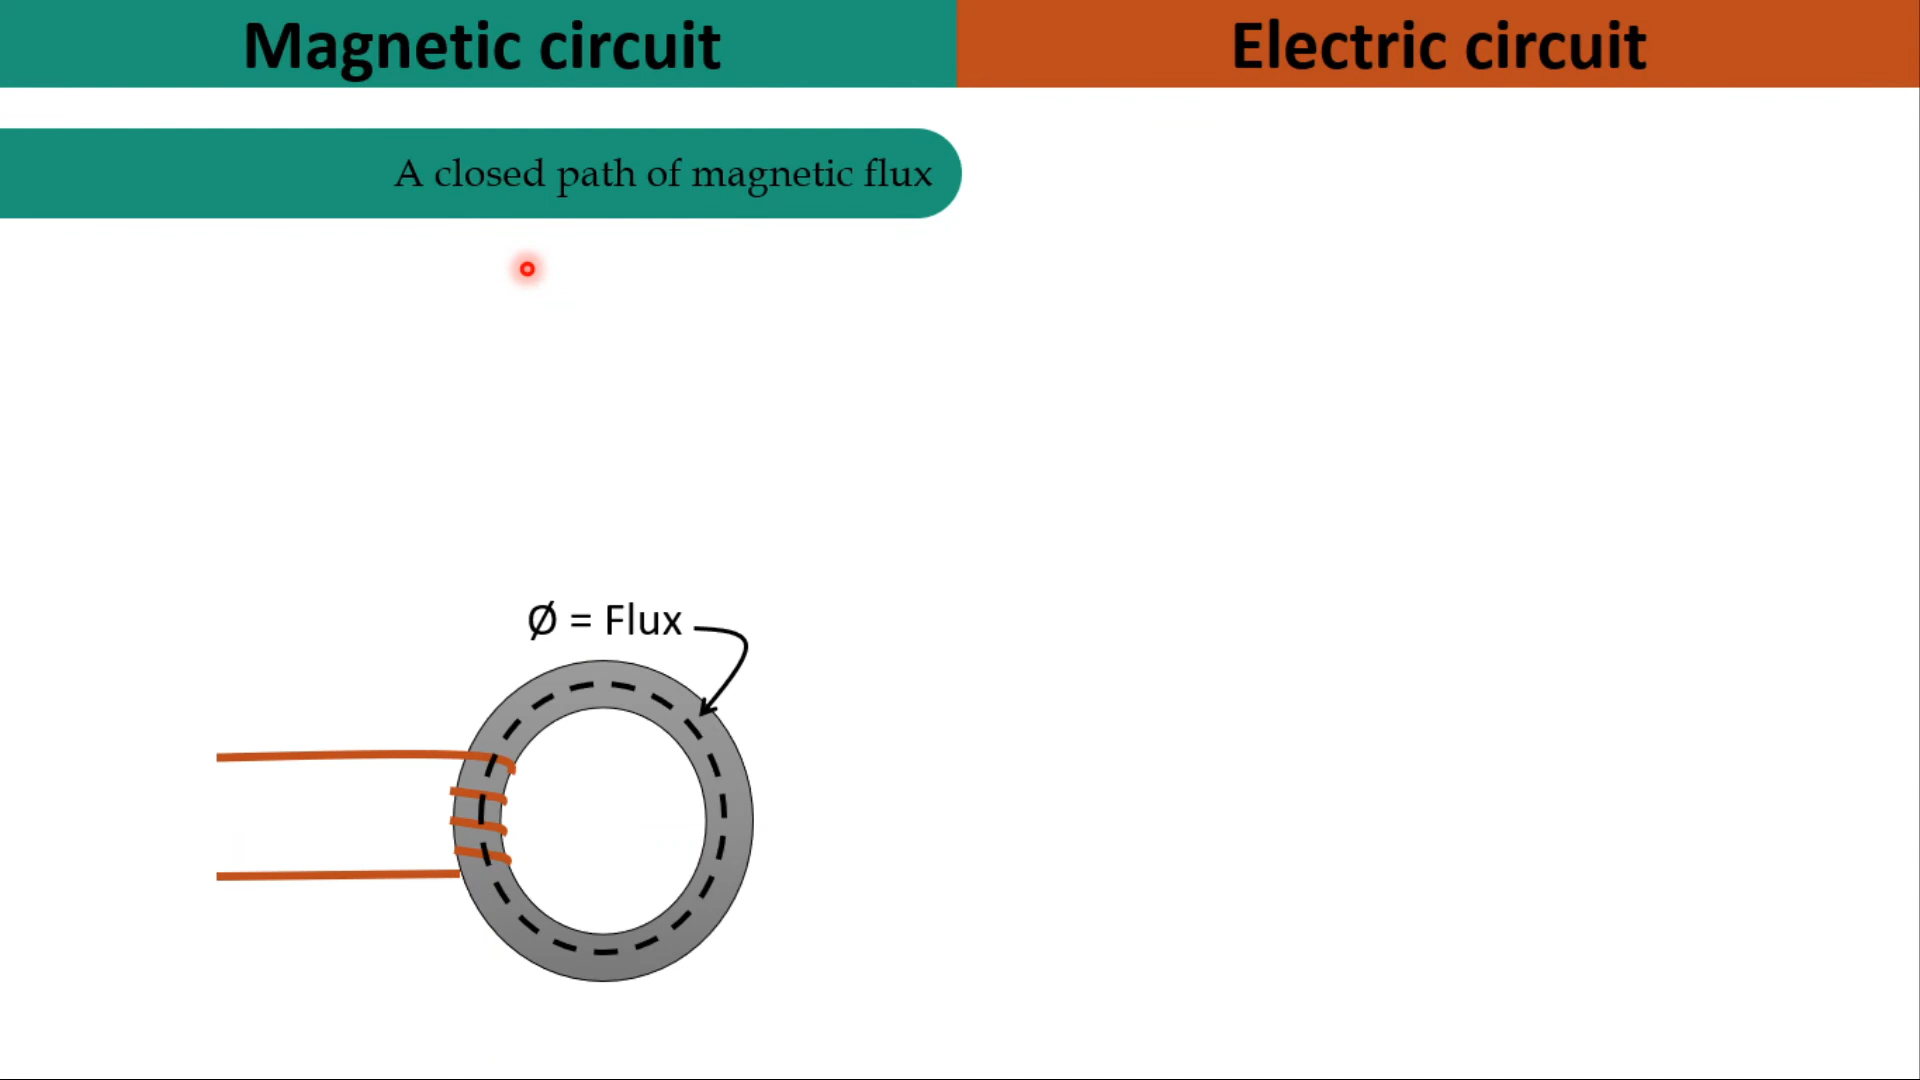 Magnetic circuit
Electric circuit
A closed path of magnetic flux
Ø = Flux